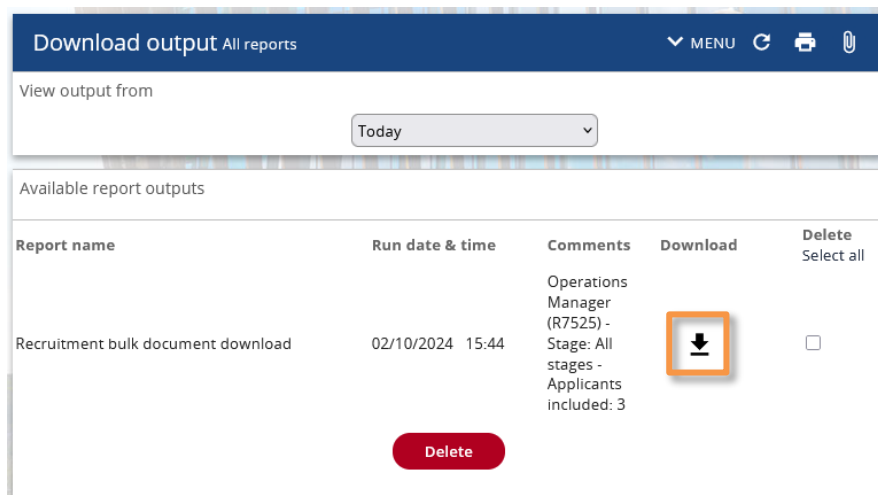 Download output All reports MENU
View output from
Today
Available report outputs
Report name Run date & time Comments Download Delete
Select all
Recruitment bulk document download 02/10/2024 15:44
Operations
Manager
(R7525) -
Stage: All
stages -
Applicants
included: 3
Delete